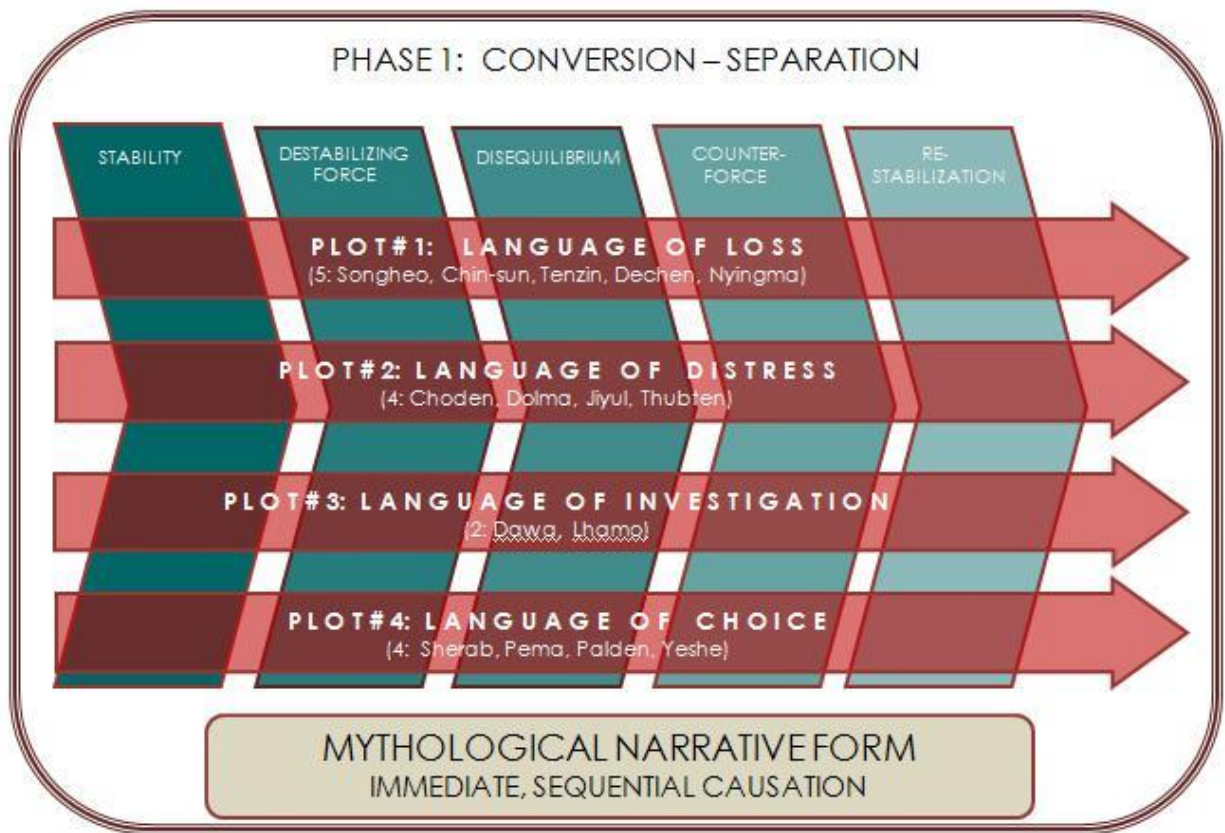 PHASE 1: CONVERSION – SEPARATION
STABILITY
DESTABILIZING
FORCE
DISEQUILIBRIUM
COUNTER-
FORCE
RE-
STABILIZATION
PLOT#1: LANGUAGE OF LOSS
(5: Songheo, Chin-sun, Tenzin, Dechen, Nyingma)
PLOT#2: LANGUAGE OF DISTRESS
(4: Choden, Dolma, Jiyul, Thubten)
PLOT#3: LANGUAGE OF INVESTIGATION
(2: Dawa, Lhamo)
PLOT#4: LANGUAGE OF CHOICE
(4: Sherab, Pema, Palden, Yeshe)
MYTHOLOGICAL NARRATIVE FORM
IMMEDIATE, SEQUENTIAL CAUSATION